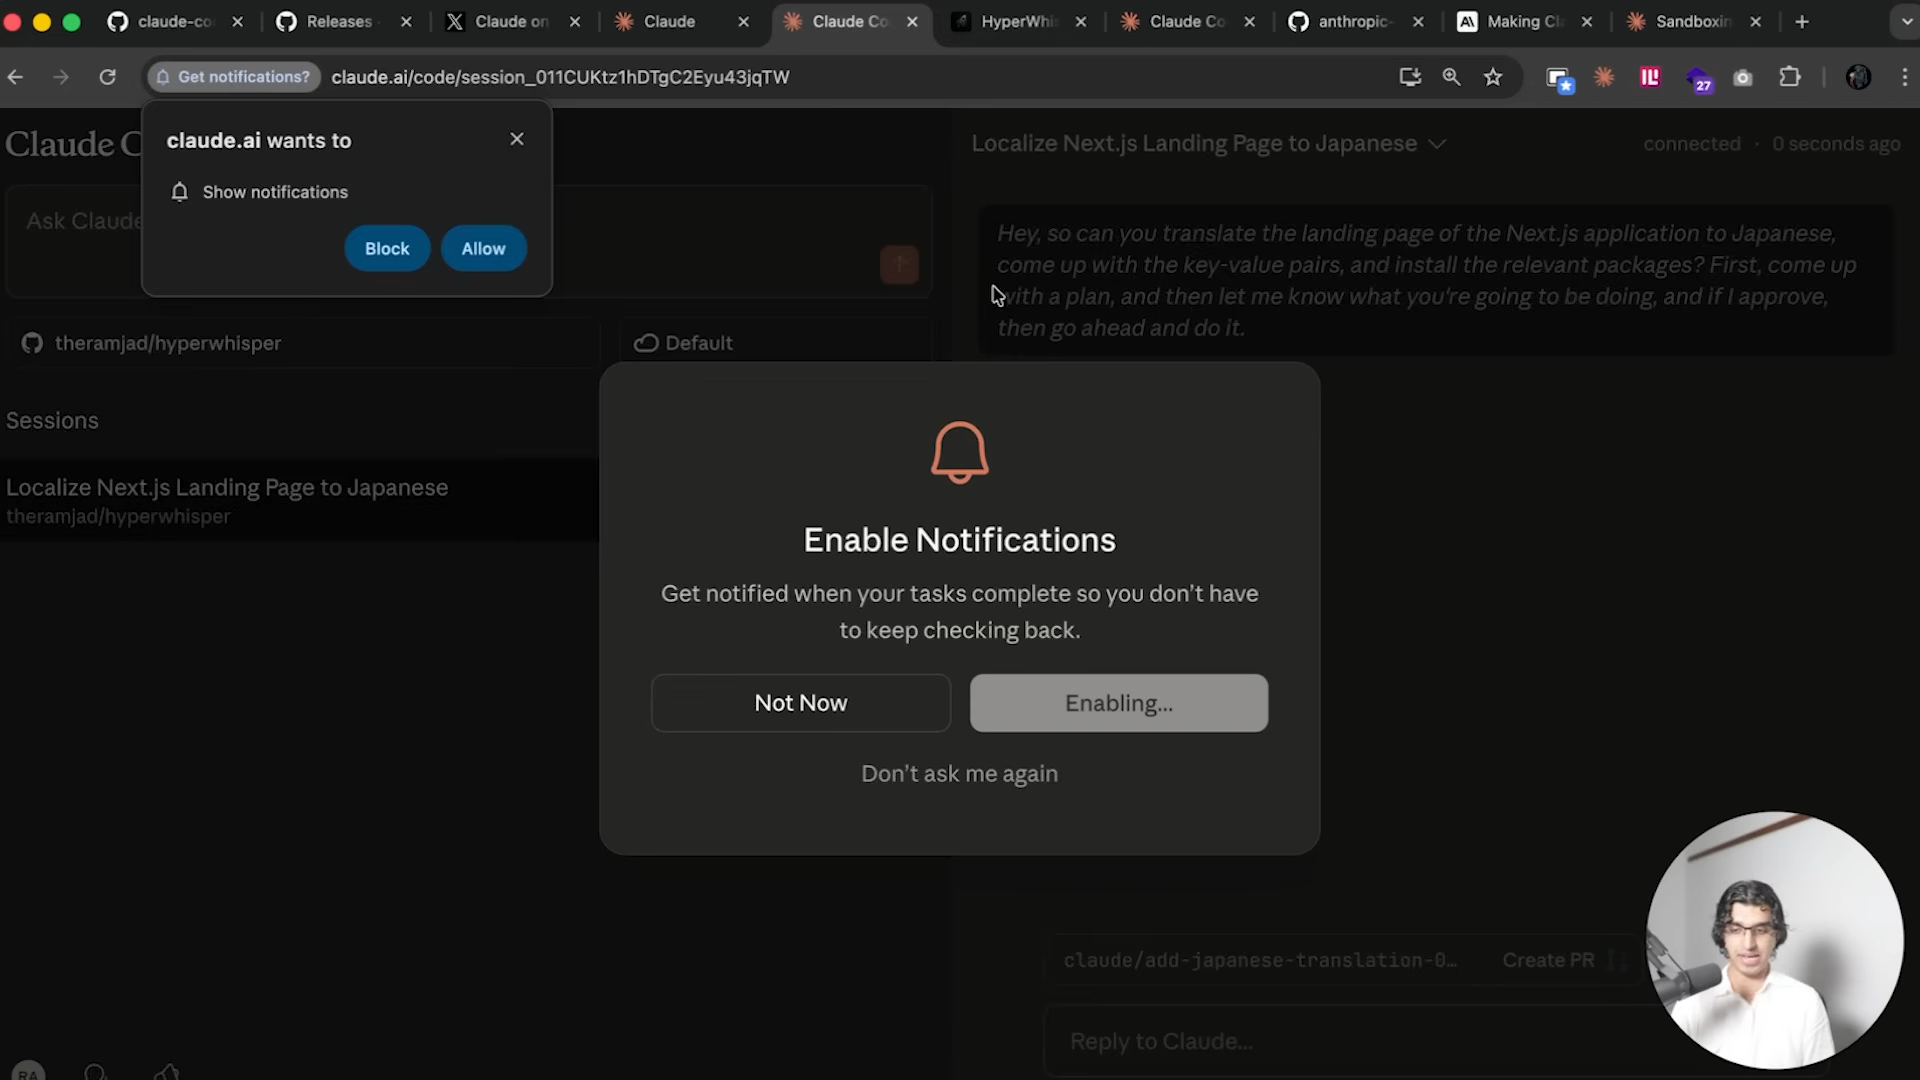 claude-co
Releases
Claude on
Claude
Claude Co
HyperWhi
Claude Co
anthropic-
Making Cl
Sandboxin
Get notifications?
claude.ai/code/session_011CUKtz1hDTgC2Eyu43jqTW
27
claude.ai wants to
Show notifications
Block
Allow
Claude C
Ask Claude
theramjad/hyperwhisper
Default
Sessions
Localize Next.js Landing Page to Japanese
theramjad/hyperwhisper
Localize Next.js Landing Page to Japanese
connected · 0 seconds ago
Hey, so can you translate the landing page of the Next.js application to Japanese,
come up with the key-value pairs, and install the relevant packages? First, come up
with a plan, and then let me know what you're going to be doing, and if I approve,
then go ahead and do it.
Enable Notifications
Get notified when your tasks complete so you don't have
to keep checking back.
Not Now
Enabling...
Don't ask me again
claude/add-japanese-translation-0…
Create PR
Reply to Claude...
RA